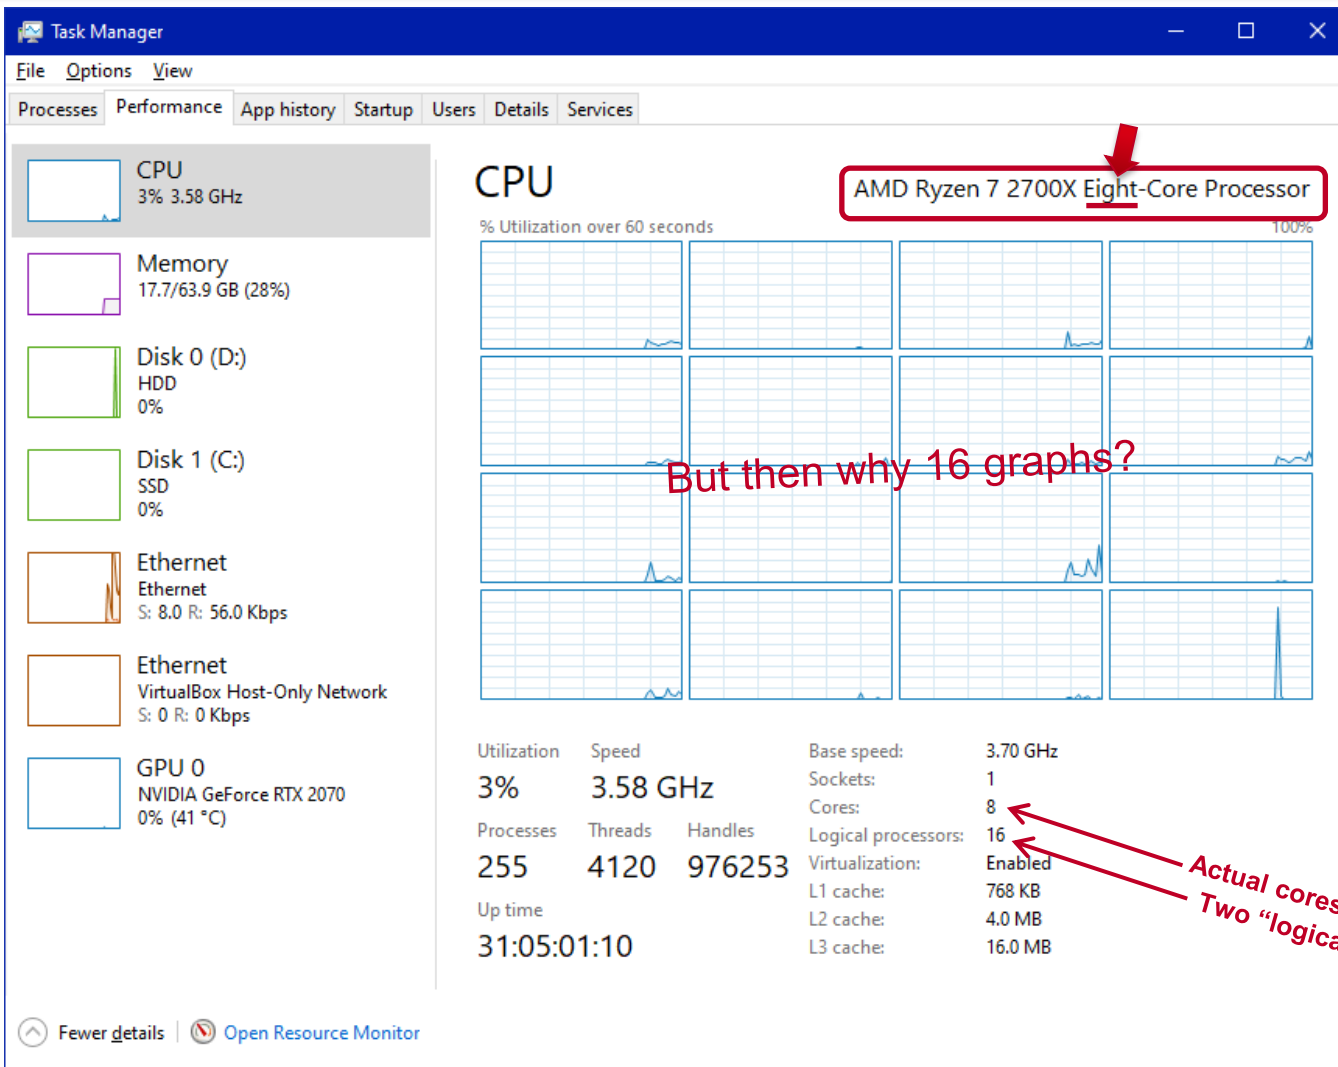 Task Manager
File Options View
Processes Performance App history Startup Users Details Services
CPU
3% 3.58 GHz
Memory
17.7/63.9 GB (28%)
Disk 0 (D:)
HDD
0%
Disk 1 (C:)
SSD
0%
Ethernet
Ethernet
S: 8.0 R: 56.0 Kbps
Ethernet
VirtualBox Host-Only Network
S: 0 R: 0 Kbps
GPU 0
NVIDIA GeForce RTX 2070
0% (41 °C)
CPU
AMD Ryzen 7 2700X Eight-Core Processor
% Utilization over 60 seconds 100%
But then why 16 graphs?
Utilization Speed
3% 3.58 GHz
Processes Threads Handles
255 4120 976253
Up time
31:05:01:10
Base speed: 3.70 GHz
Sockets: 1
Cores: 8
Logical processors: 16
Virtualization: Enabled
L1 cache: 768 KB
L2 cache: 4.0 MB
L3 cache: 16.0 MB
Actual cores
Two “logica
Fewer details Open Resource Monitor